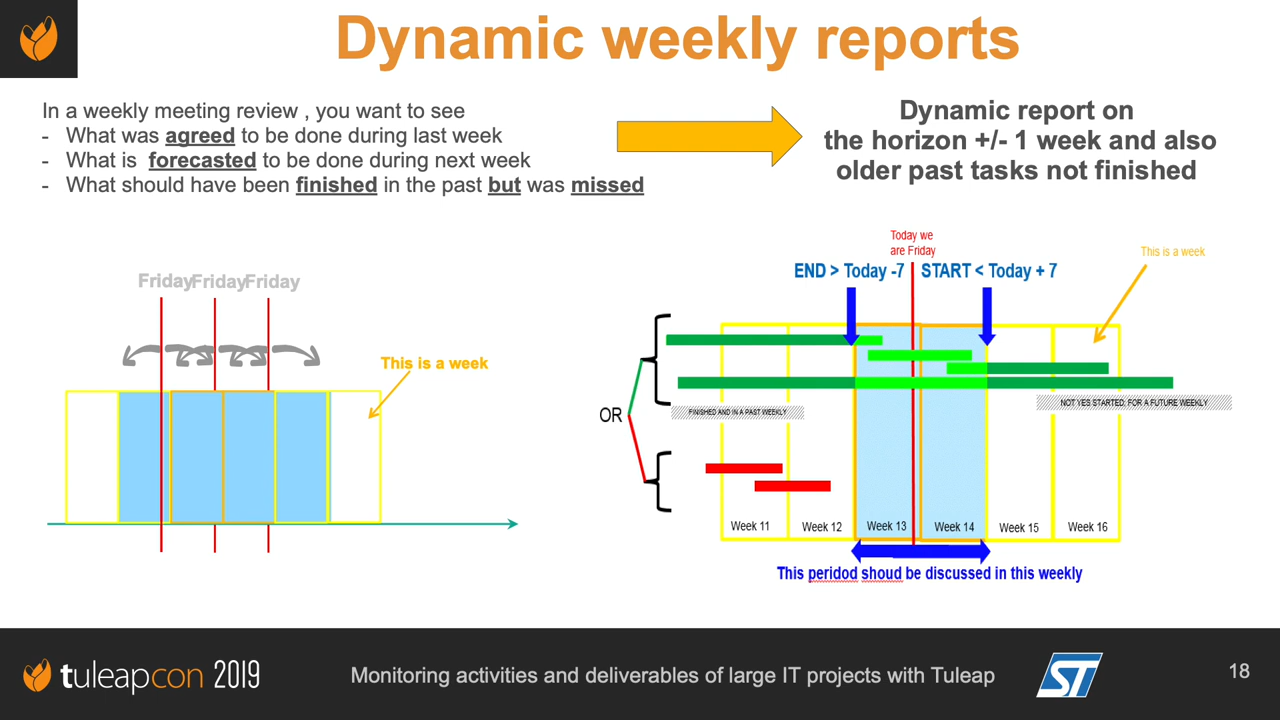 Dynamic weekly reports
In a weekly meeting review , you want to see
- What was agreed to be done during last week
- What is forecasted to be done during next week
- What should have been finished in the past but was missed
Dynamic report on
the horizon +/- 1 week and also
older past tasks not finished
Friday Friday Friday
This is a week
Today we
are Friday
This is a week
END > Today -7 START < Today + 7
OR
FINISHED AND IN A PAST WEEKLY
NOT YES STARTED; FOR A FUTURE WEEKLY
Week 11 Week 12 Week 13 Week 14 Week 15 Week 16
This peridod shoud be discussed in this weekly
tuleapcon 2019
Monitoring activities and deliverables of large IT projects with Tuleap
ST
18